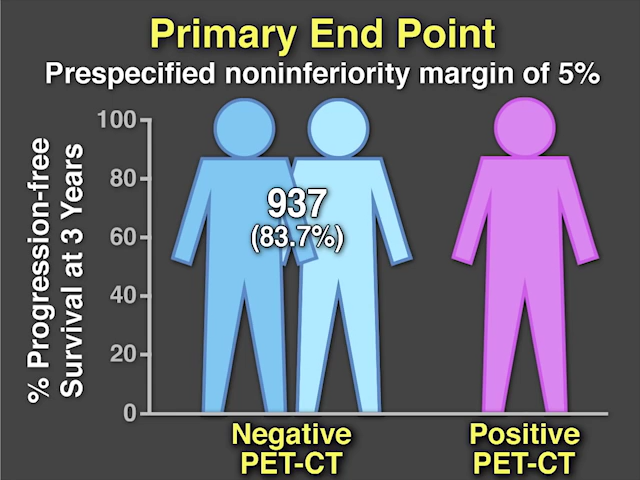 Primary End Point
Prespecified noninferiority margin of 5%
% Progression-free
Survival at 3 Years
100
80
60
40
20
0
937
(83.7%)
Negative
PET-CT
Positive
PET-CT